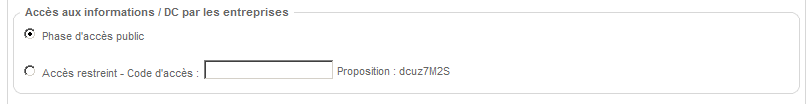 Accès aux informations / DC par les entreprises
Phase d'accès public
Accès restreint - Code d'accès : Proposition : dcuz7M2S